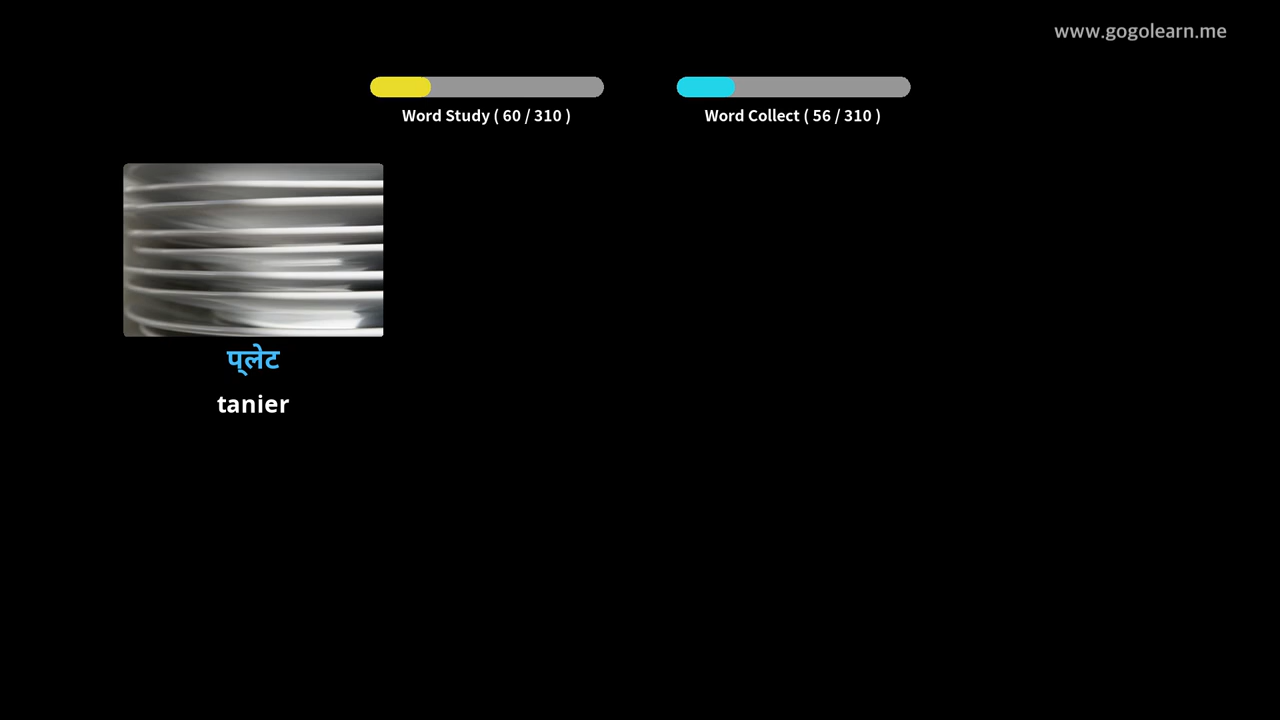 www.gogolearn.me
Word Study ( 60 / 310 )
Word Collect ( 56 / 310 )
प्लेट
tanier